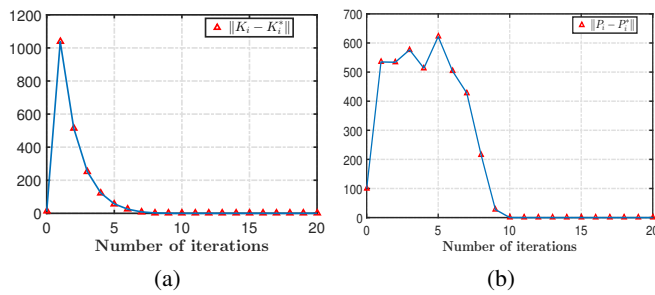 1200
1000
800
600
400
200
0
0 5 10 15 20
‖K_i − K_i^*‖
Number of iterations
(a)
700
600
500
400
300
200
100
0
0 5 10 15 20
‖P_i − P_i^*‖
Number of iterations
(b)